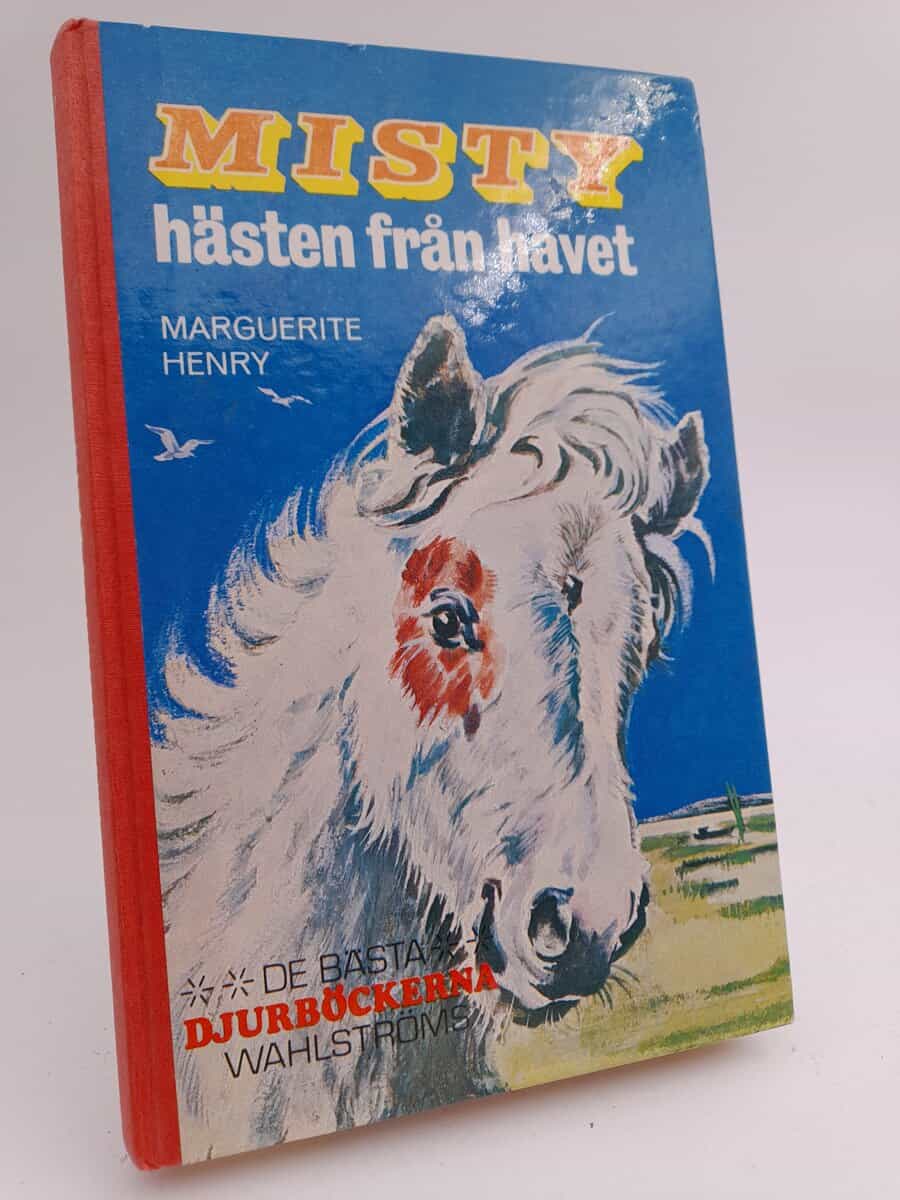 MISTY
hästen från havet
MARGUERITE
HENRY
DE BÄSTA
DJURBÖCKERNA
WAHLSTRÖMS